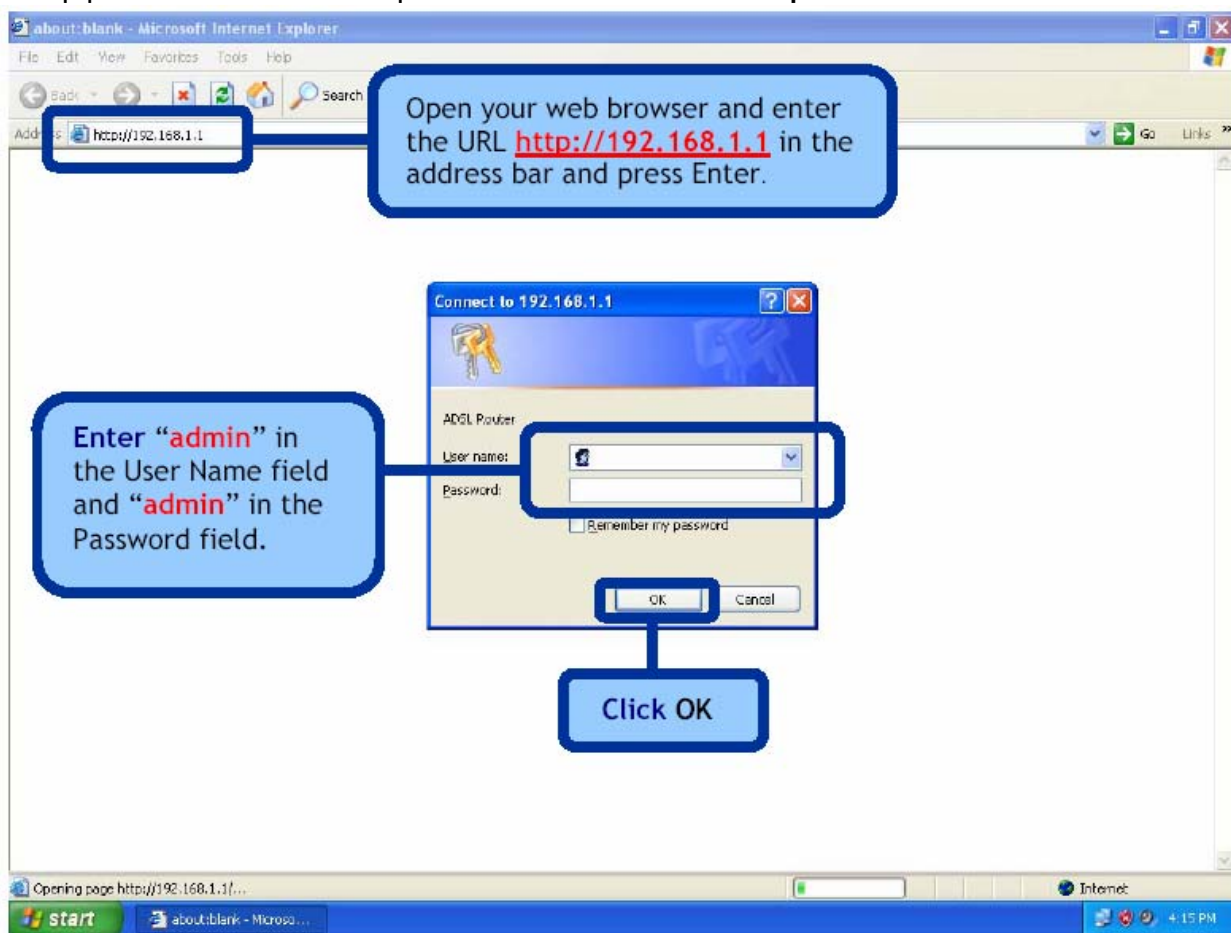 about:blank - Microsoft Internet Explorer
File Edit View Favorites Tools Help
Back Search
Address http://192.168.1.1 Go Links »
Open your web browser and enter
the URL http://192.168.1.1 in the
address bar and press Enter.
Connect to 192.168.1.1
ADSL Router
User name:
Password:
Remember my password
OK Cancel
Enter “admin” in
the User Name field
and “admin” in the
Password field.
Click OK
Opening page http://192.168.1.1/... Internet
start about:blank - Microso... 4:15 PM